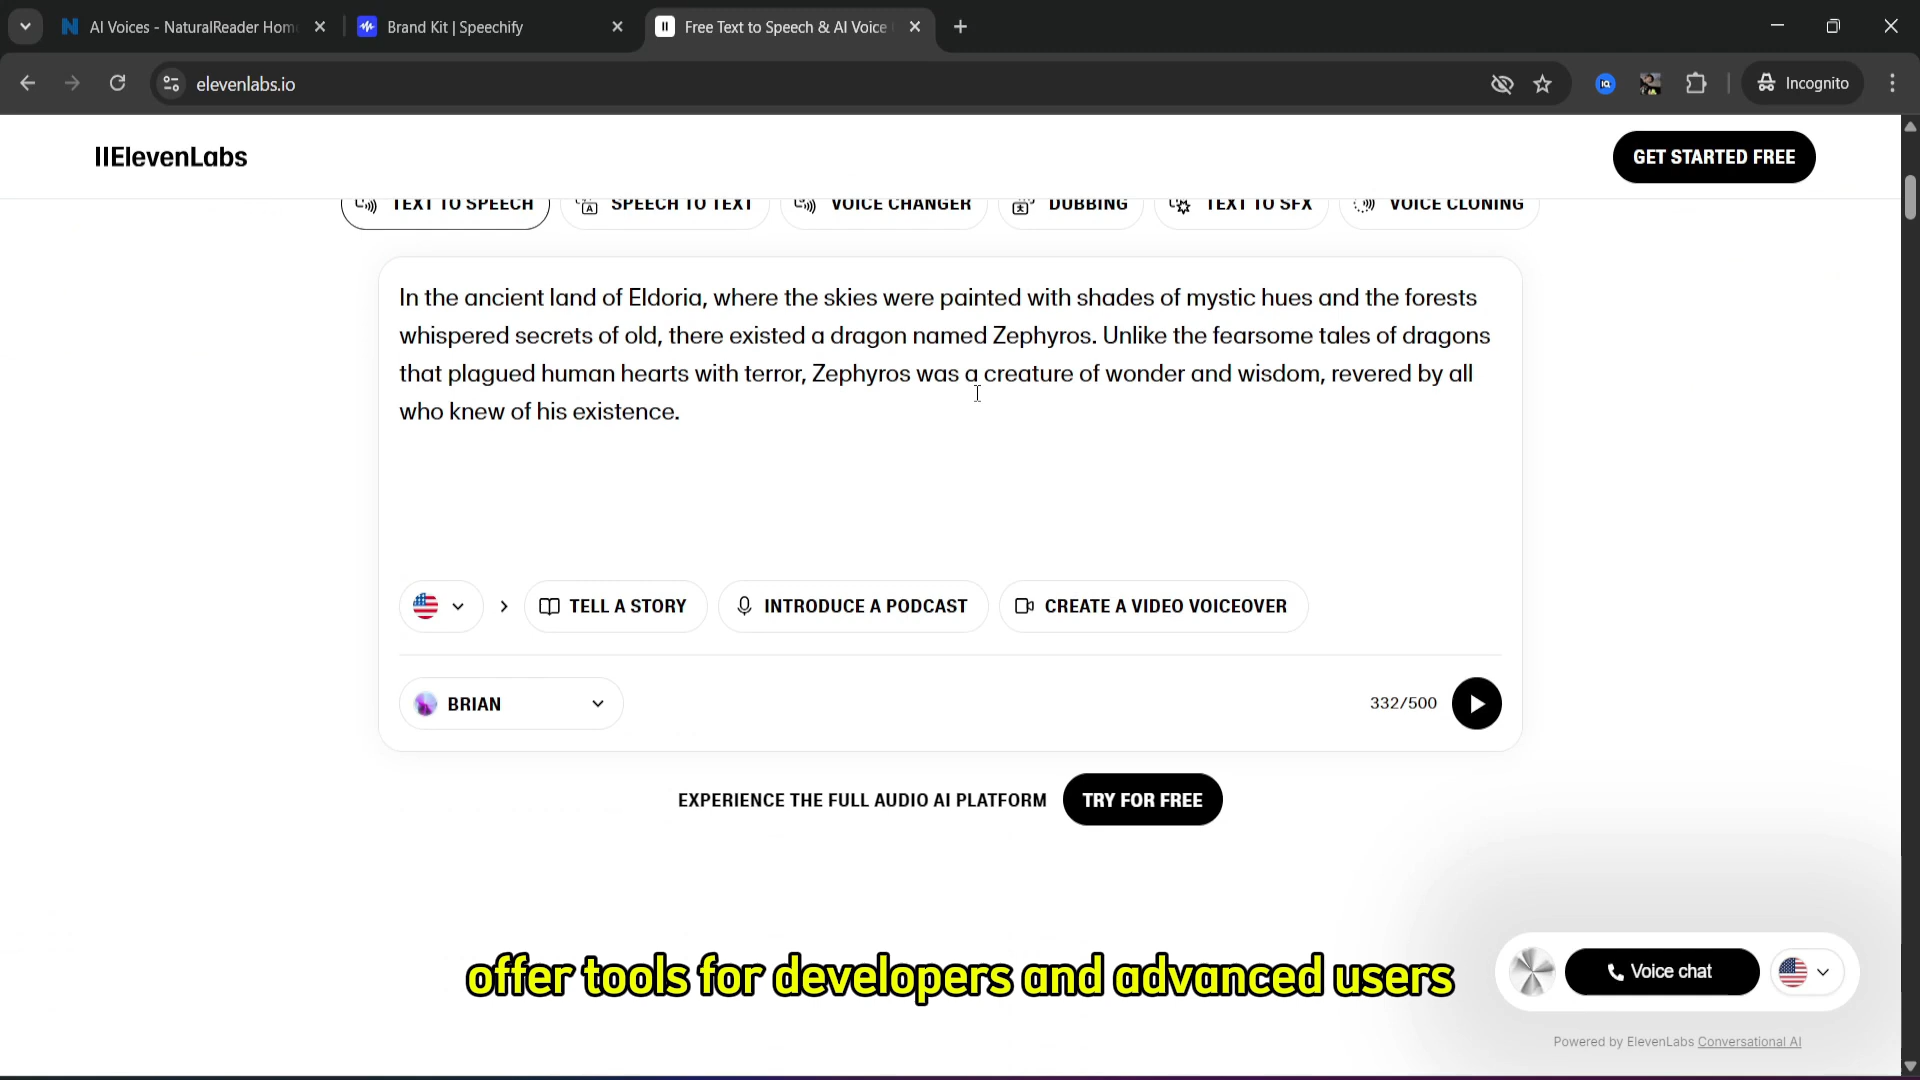 AI Voices - NaturalReader Hom
Brand Kit | Speechify
Free Text to Speech & AI Voice
elevenlabs.io
Incognito
IIElevenLabs
GET STARTED FREE
TEXT TO SPEECH
SPEECH TO TEXT
VOICE CHANGER
DUBBING
TEXT TO SFX
VOICE CLONING
In the ancient land of Eldoria, where the skies were painted with shades of mystic hues and the forests
whispered secrets of old, there existed a dragon named Zephyros. Unlike the fearsome tales of dragons
that plagued human hearts with terror, Zephyros was a creature of wonder and wisdom, revered by all
who knew of his existence.
TELL A STORY
INTRODUCE A PODCAST
CREATE A VIDEO VOICEOVER
BRIAN
332/500
EXPERIENCE THE FULL AUDIO AI PLATFORM
TRY FOR FREE
offer tools for developers and advanced users
Voice chat
Powered by ElevenLabs Conversational AI